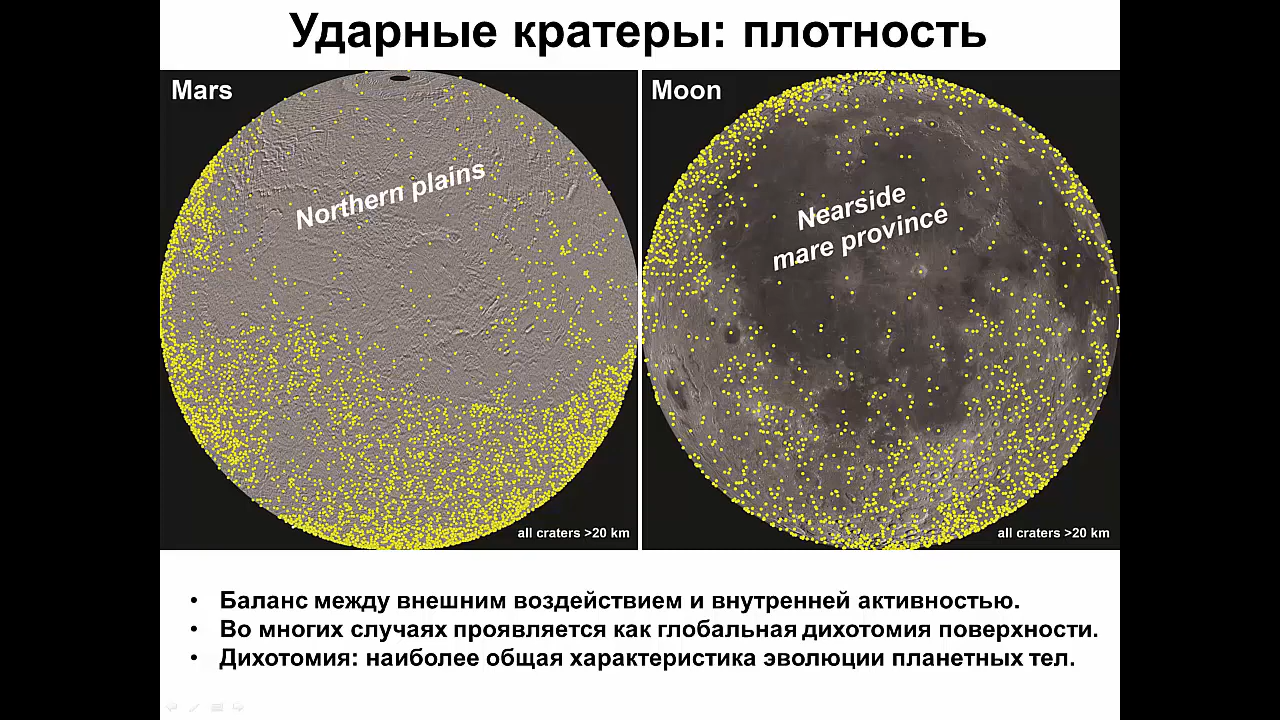 Ударные кратеры: плотность
Mars
Moon
Northern plains
Nearside
mare province
all craters >20 km
all craters >20 km
• Баланс между внешним воздействием и внутренней активностью.
• Во многих случаях проявляется как глобальная дихотомия поверхности.
• Дихотомия: наиболее общая характеристика эволюции планетных тел.